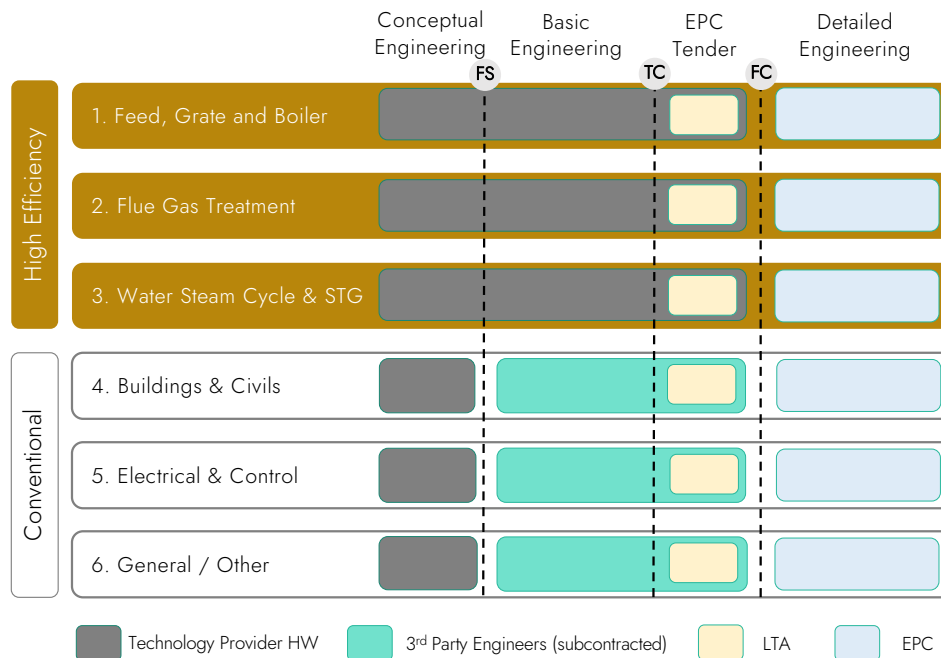 Conceptual
Engineering
Basic
Engineering
EPC
Tender
Detailed
Engineering
FS
TC
FC
High Efficiency
1. Feed, Grate and Boiler
2. Flue Gas Treatment
3. Water Steam Cycle & STG
Conventional
4. Buildings & Civils
5. Electrical & Control
6. General / Other
Technology Provider HW
3rd Party Engineers (subcontracted)
LTA
EPC